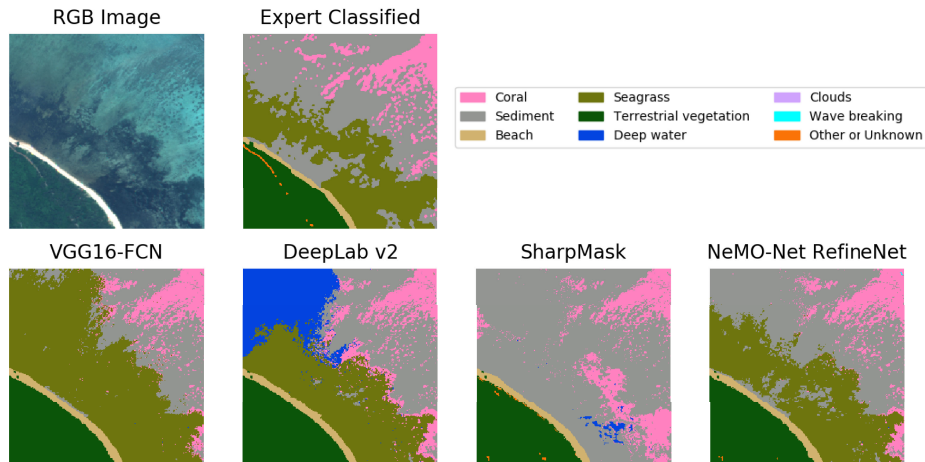 RGB Image
Expert Classified
Coral
Seagrass
Clouds
Sediment
Terrestrial vegetation
Wave breaking
Beach
Deep water
Other or Unknown
VGG16-FCN
DeepLab v2
SharpMask
NeMO-Net RefineNet